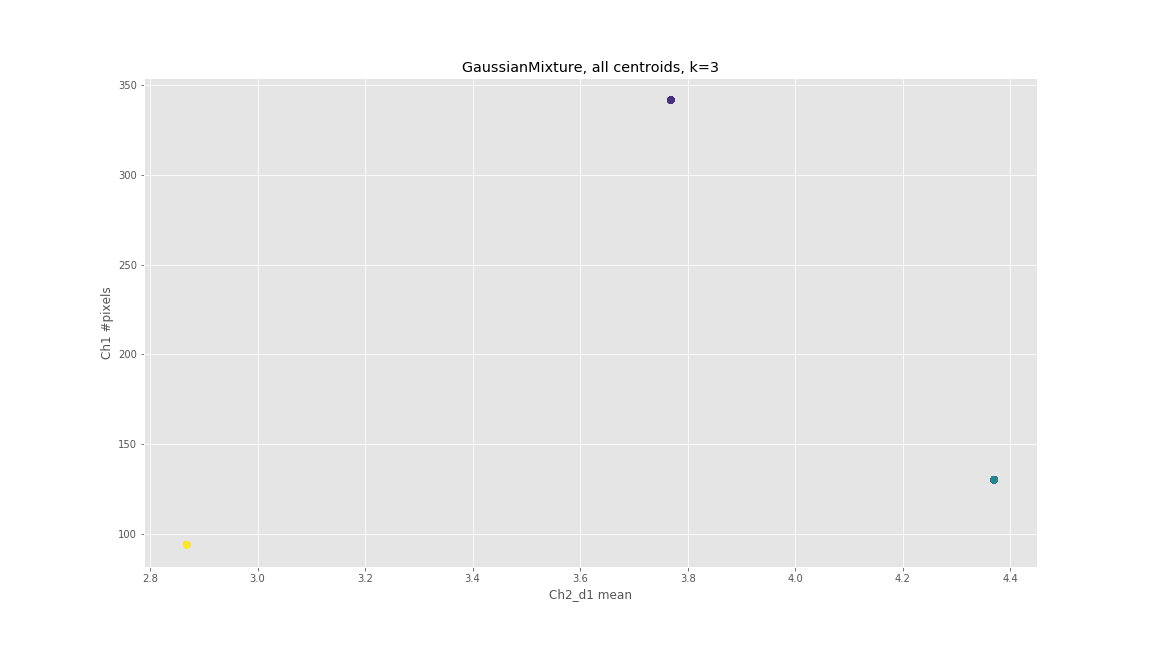 GaussianMixture, all centroids, k=3
350
300
250
200
150
100
Ch1 #pixels
2.8 3.0 3.2 3.4 3.6 3.8 4.0 4.2 4.4
Ch2_d1 mean